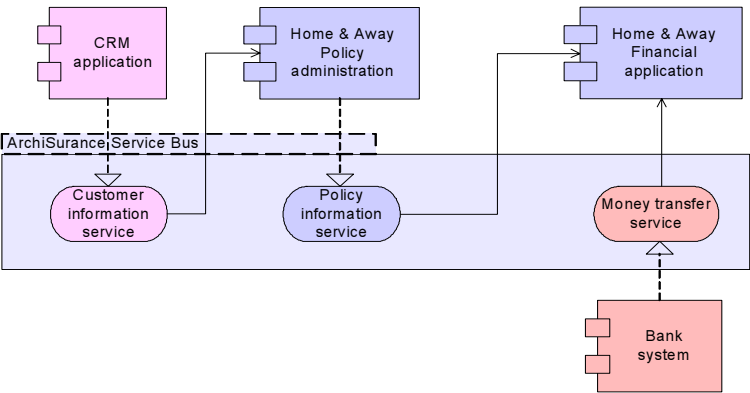 CRM
application
Home & Away
Policy
administration
Home & Away
Financial
application
ArchiSurance Service Bus
Customer
information
service
Policy
information
service
Money transfer
service
Bank
system